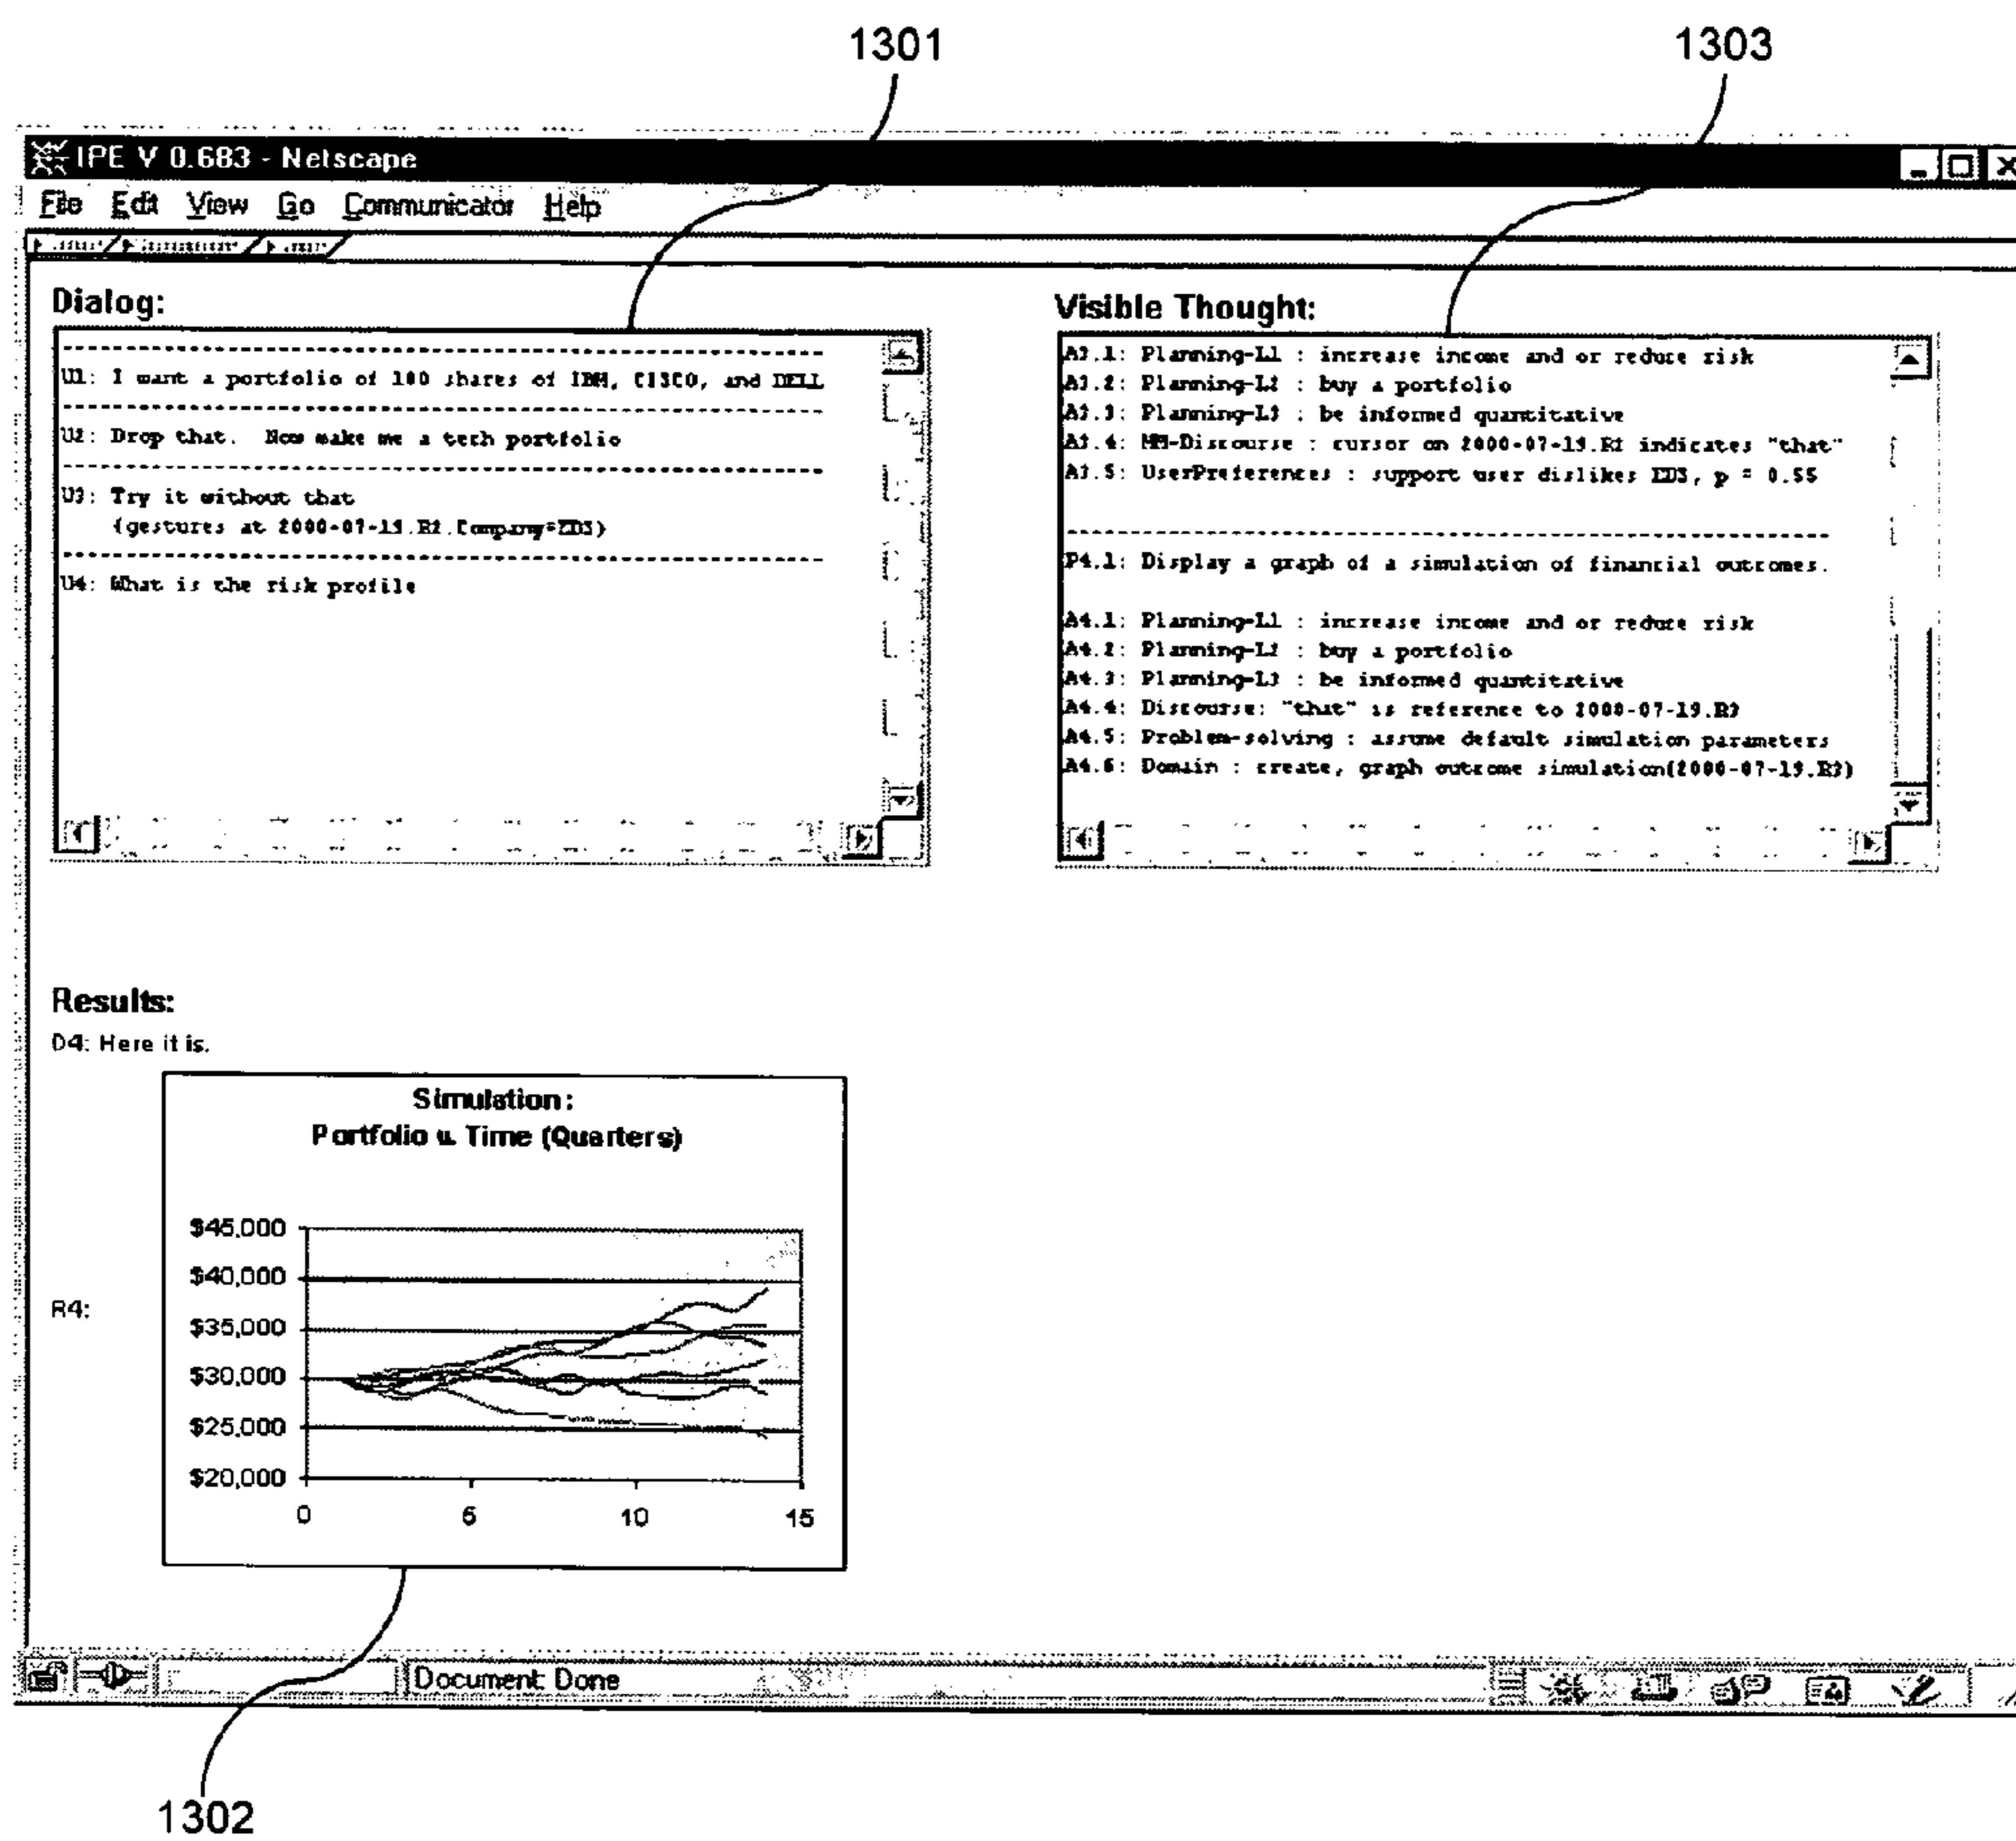 1301
1303
IPE V 0.683 - Netscape
File Edit View Go Communicator Help
Dialog:
U1: I want a portfolio of 100 shares of IBM, CISCO, and DELL
U2: Drop that. Now make me a tech portfolio
U3: Try it without that
(gestures at 2000-07-19.R2.Company=EDS)
U4: What is the risk profile
Visible Thought:
A3.1: Planning-L1 : increase income and or reduce risk
A3.2: Planning-L2 : buy a portfolio
A3.3: Planning-L3 : be informed quantitative
A3.4: MM-Discourse : cursor on 2000-07-19.R2 indicates "that"
A3.5: UserPreferences : support user dislikes EDS, p = 0.55
P4.1: Display a graph of a simulation of financial outcomes.
A4.1: Planning-L1 : increase income and or reduce risk
A4.2: Planning-L2 : buy a portfolio
A4.3: Planning-L3 : be informed quantitative
A4.4: Discourse: "that" is reference to 2000-07-19.R3
A4.5: Problem-solving : assume default simulation parameters
A4.6: Domain : create, graph outcome simulation(2000-07-19.R3)
Results:
D4: Here it is.
R4:
Simulation:
Portfolio v. Time (Quarters)
$45,000
$40,000
$35,000
$30,000
$25,000
$20,000
0 5 10 15
Document: Done
1302